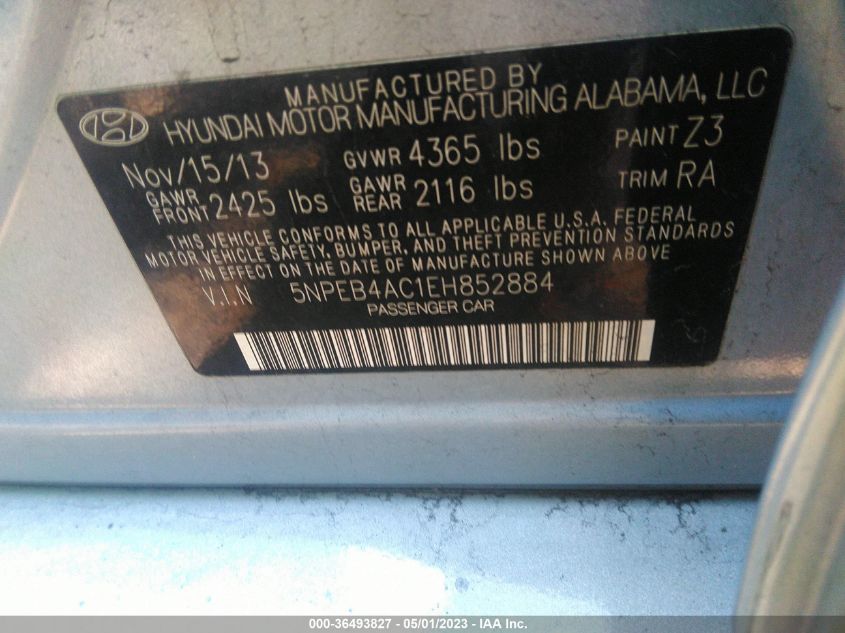 MANUFACTURED BY
HYUNDAI MOTOR MANUFACTURING ALABAMA, LLC
Nov/15/13 GVWR 4365 lbs PAINT Z3
GAWR FRONT 2425 lbs GAWR REAR 2116 lbs TRIM RA
THIS VEHICLE CONFORMS TO ALL APPLICABLE U.S.A. FEDERAL
MOTOR VEHICLE SAFETY, BUMPER, AND THEFT PREVENTION STANDARDS
IN EFFECT ON THE DATE OF MANUFACTURE SHOWN ABOVE
V.I.N 5NPEB4AC1EH852884
PASSENGER CAR
000-36493827 - 05/01/2023 - IAA Inc.